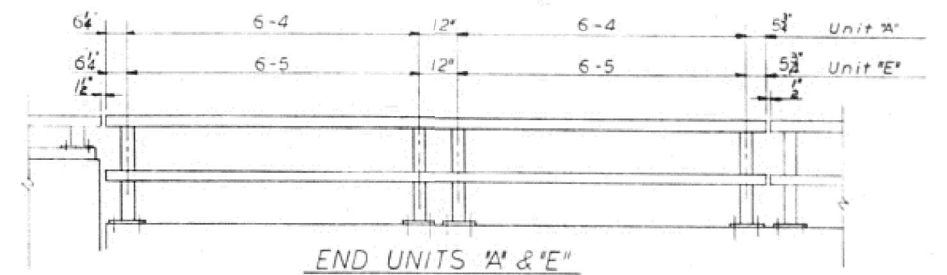 6¼" 6-4 12" 6-4 5¾" Unit "A"
6¼" 6-5 12" 6-5 5¾" Unit "E"
1½" ½"
END UNITS "A" & "E"